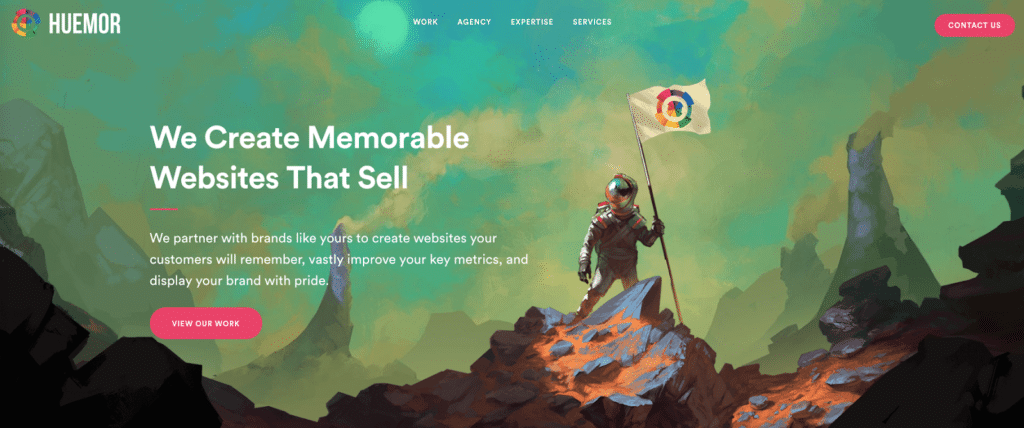 HUEMOR
WORK
AGENCY
EXPERTISE
SERVICES
CONTACT US
We Create Memorable
Websites That Sell
We partner with brands like yours to create websites your
customers will remember, vastly improve your key metrics, and
display your brand with pride.
VIEW OUR WORK